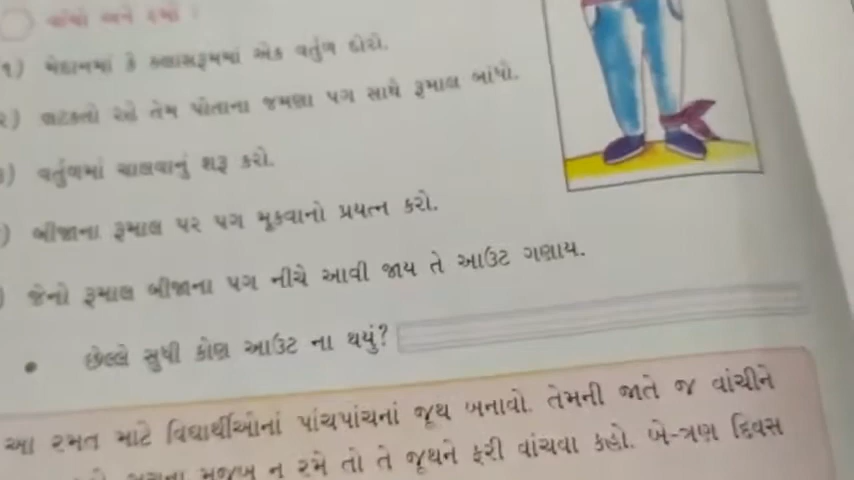 વાંચો અને રમો :
૧) મેદાનમાં કે ક્લાસરૂમમાં એક વર્તુળ દોરો.
૨) લટકતો રહે તેમ પોતાના જમણા પગ સાથે રૂમાલ બાંધો.
) વર્તુળમાં ચાલવાનું શરૂ કરો.
) બીજાના રૂમાલ પર પગ મૂકવાનો પ્રયત્ન કરો.
) જેનો રૂમાલ બીજાના પગ નીચે આવી જાય તે આઉટ ગણાય.
• છેલ્લે સુધી કોણ આઉટ ના થયું?
આ રમત માટે વિદ્યાર્થીઓનાં પાંચપાંચનાં જૂથ બનાવો. તેમની જાતે જ વાંચીને
મુજબ ન રમે તો તે જૂથને ફરી વાંચવા કહો. બે-ત્રણ દિવસ